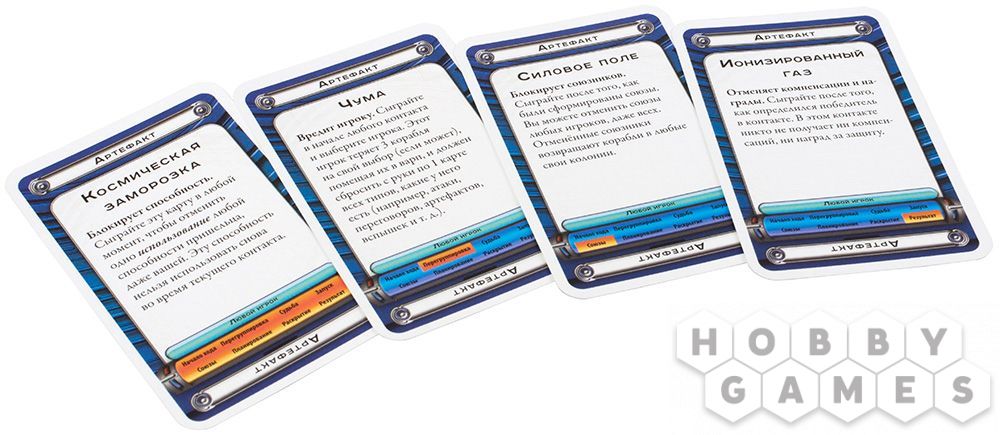 Артефакт
Космическая
заморозка
Блокирует способность.
Сыграйте эту карту в любой
момент, чтобы отменить
одно использование любой
способности пришельца,
даже вашей. Эту способность
нельзя использовать снова
во время текущего контакта.
Любой игрок
Начало хода Перегруппировка Судьба Запуск
Союзы Планирование Раскрытие Результат
Артефакт
Артефакт
Чума
Вредит игроку. Сыграйте
в начале любого контакта
и выберите игрока. Этот
игрок теряет 3 корабля
на свой выбор (если может),
помещая их в варп, и должен
сбросить с руки по 1 карте
всех типов, какие у него
есть (например, атаки,
переговоров, артефактов,
вспышек и т. д.).
Любой игрок
Начало хода Перегруппировка Судьба Запуск
Союзы Планирование Раскрытие Результат
Артефакт
Артефакт
Силовое поле
Блокирует союзников.
Сыграйте после того, как
были сформированы союзы.
Вы можете отменить союзы
любых игроков, даже всех.
Отменённые союзники
возвращают корабли в любые
свои колонии.
Любой игрок
Начало хода Перегруппировка Судьба Запуск
Союзы Планирование Раскрытие Результат
Артефакт
Артефакт
Ионизированный
газ
Отменяет компенсации и на-
грады. Сыграйте после того,
как определился победитель
в контакте. В этом контакте
никто не получает ни компен-
саций, ни наград за защиту.
Любой игрок
Начало хода Перегруппировка Судьба Запуск
Союзы Планирование Раскрытие Результат
Артефакт
HOBBY
GAMES